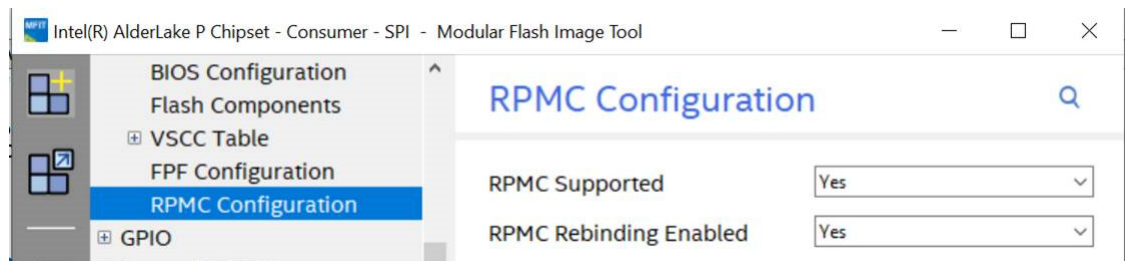 MFIT Intel(R) AlderLake P Chipset - Consumer - SPI - Modular Flash Image Tool
BIOS Configuration
Flash Components
VSCC Table
FPF Configuration
RPMC Configuration
GPIO
RPMC Configuration
RPMC Supported Yes
RPMC Rebinding Enabled Yes